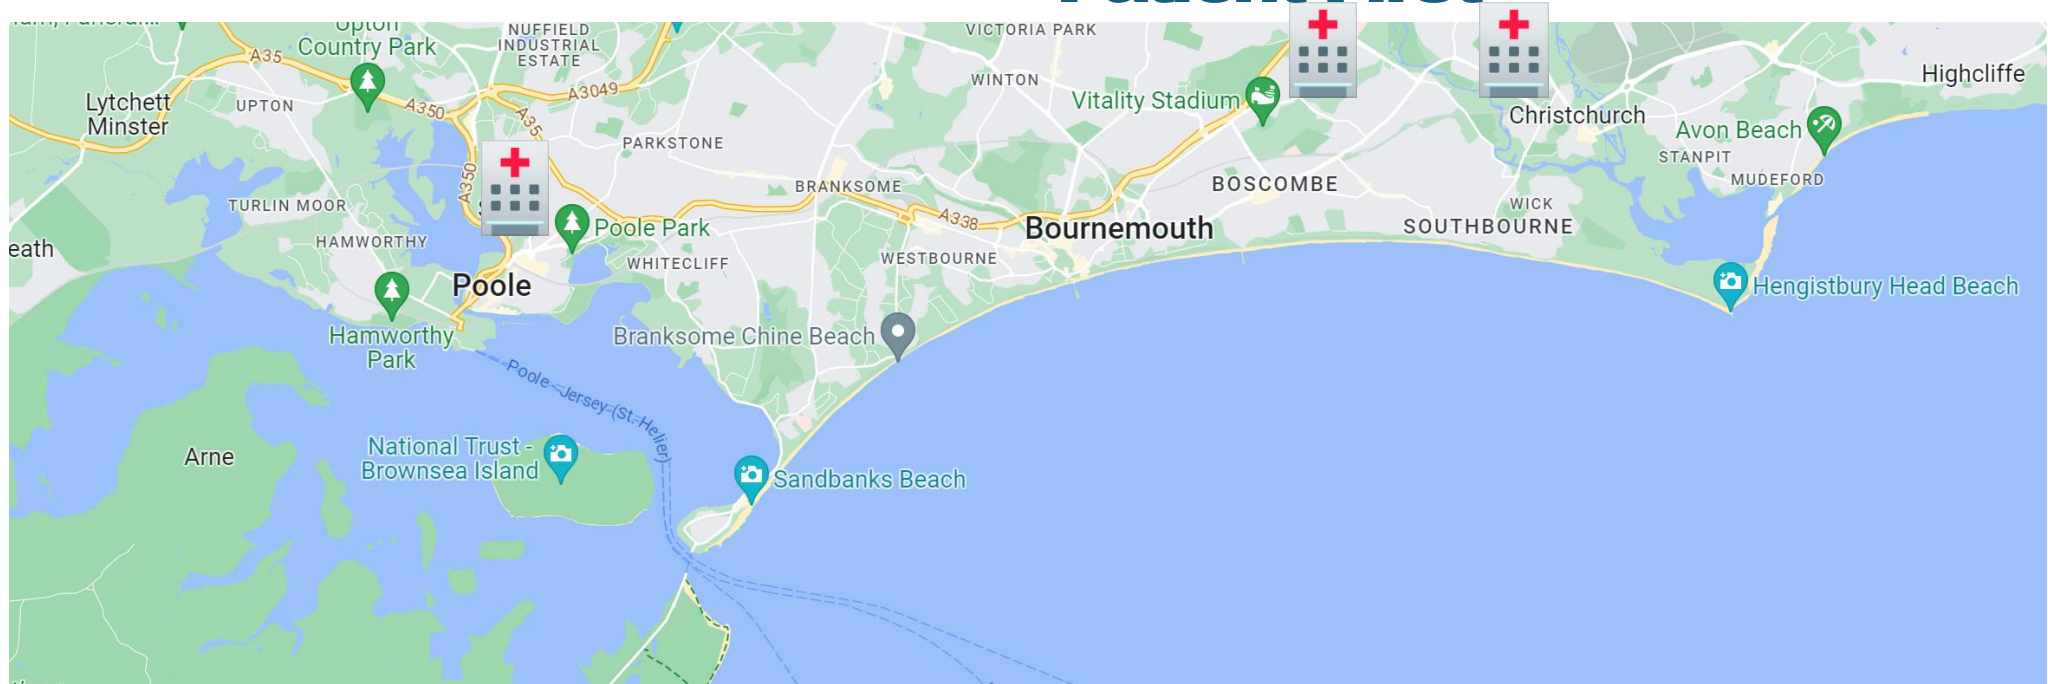 Patient First
Upton
Country Park
NUFFIELD
INDUSTRIAL
ESTATE
VICTORIA PARK
A35
A3049
WINTON
Highcliffe
Lytchett
Minster
UPTON
A350
A35
Vitality Stadium
Christchurch
Avon Beach
PARKSTONE
STANPIT
A350
BRANKSOME
BOSCOMBE
MUDEFORD
TURLIN MOOR
WICK
Poole Park
A338
Bournemouth
SOUTHBOURNE
eath
HAMWORTHY
WHITECLIFF
WESTBOURNE
Poole
Hengistbury Head Beach
Hamworthy
Park
Branksome Chine Beach
Poole - Jersey (St. Helier)
Arne
National Trust -
Brownsea Island
Sandbanks Beach